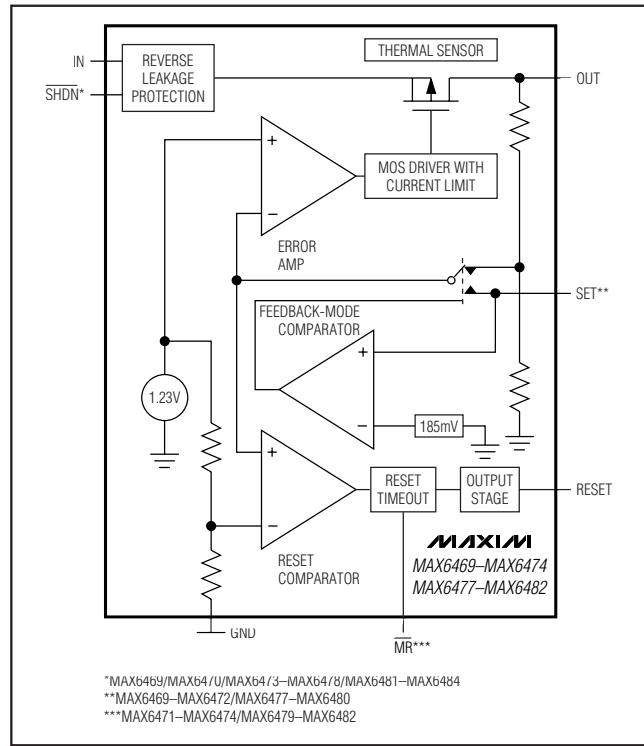 IN
SHDN*
REVERSE
LEAKAGE
PROTECTION
THERMAL SENSOR
OUT
+
−
ERROR
AMP
MOS DRIVER WITH
CURRENT LIMIT
SET**
FEEDBACK-MODE
COMPARATOR
+
−
185mV
1.23V
+
−
RESET
COMPARATOR
RESET
TIMEOUT
OUTPUT
STAGE
RESET
MAXIM
MAX6469–MAX6474
MAX6477–MAX6482
GND
MR***
*MAX6469/MAX6470/MAX6473–MAX6478/MAX6481–MAX6484
**MAX6469–MAX6472/MAX6477–MAX6480
***MAX6471–MAX6474/MAX6479–MAX6482